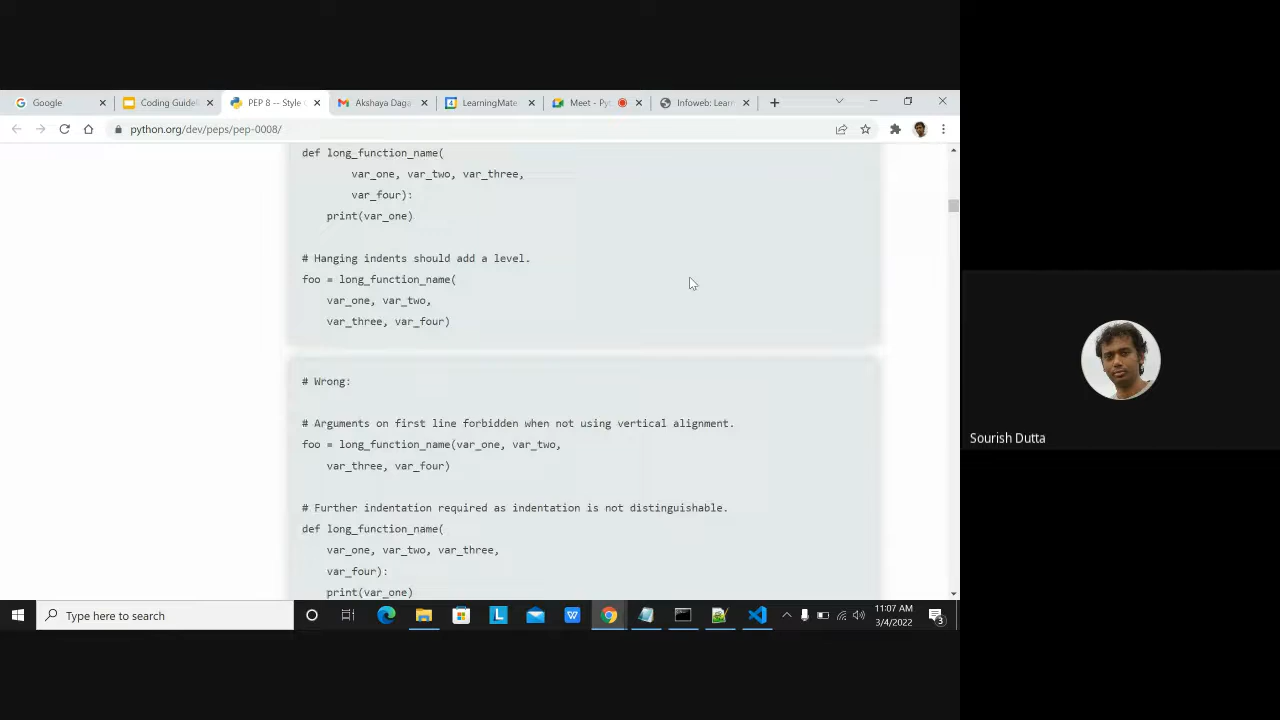 Google
Coding Guidel
PEP 8 -- Style
Akshaya Daga
LearningMate
Meet - Pyt
Infoweb: Learn
python.org/dev/peps/pep-0008/
def long_function_name(
        var_one, var_two, var_three,
        var_four):
    print(var_one)
# Hanging indents should add a level.
foo = long_function_name(
    var_one, var_two,
    var_three, var_four)
# Wrong:
# Arguments on first line forbidden when not using vertical alignment.
foo = long_function_name(var_one, var_two,
    var_three, var_four)
# Further indentation required as indentation is not distinguishable.
def long_function_name(
    var_one, var_two, var_three,
    var_four):
    print(var_one)
Sourish Dutta
Type here to search
11:07 AM
3/4/2022
3